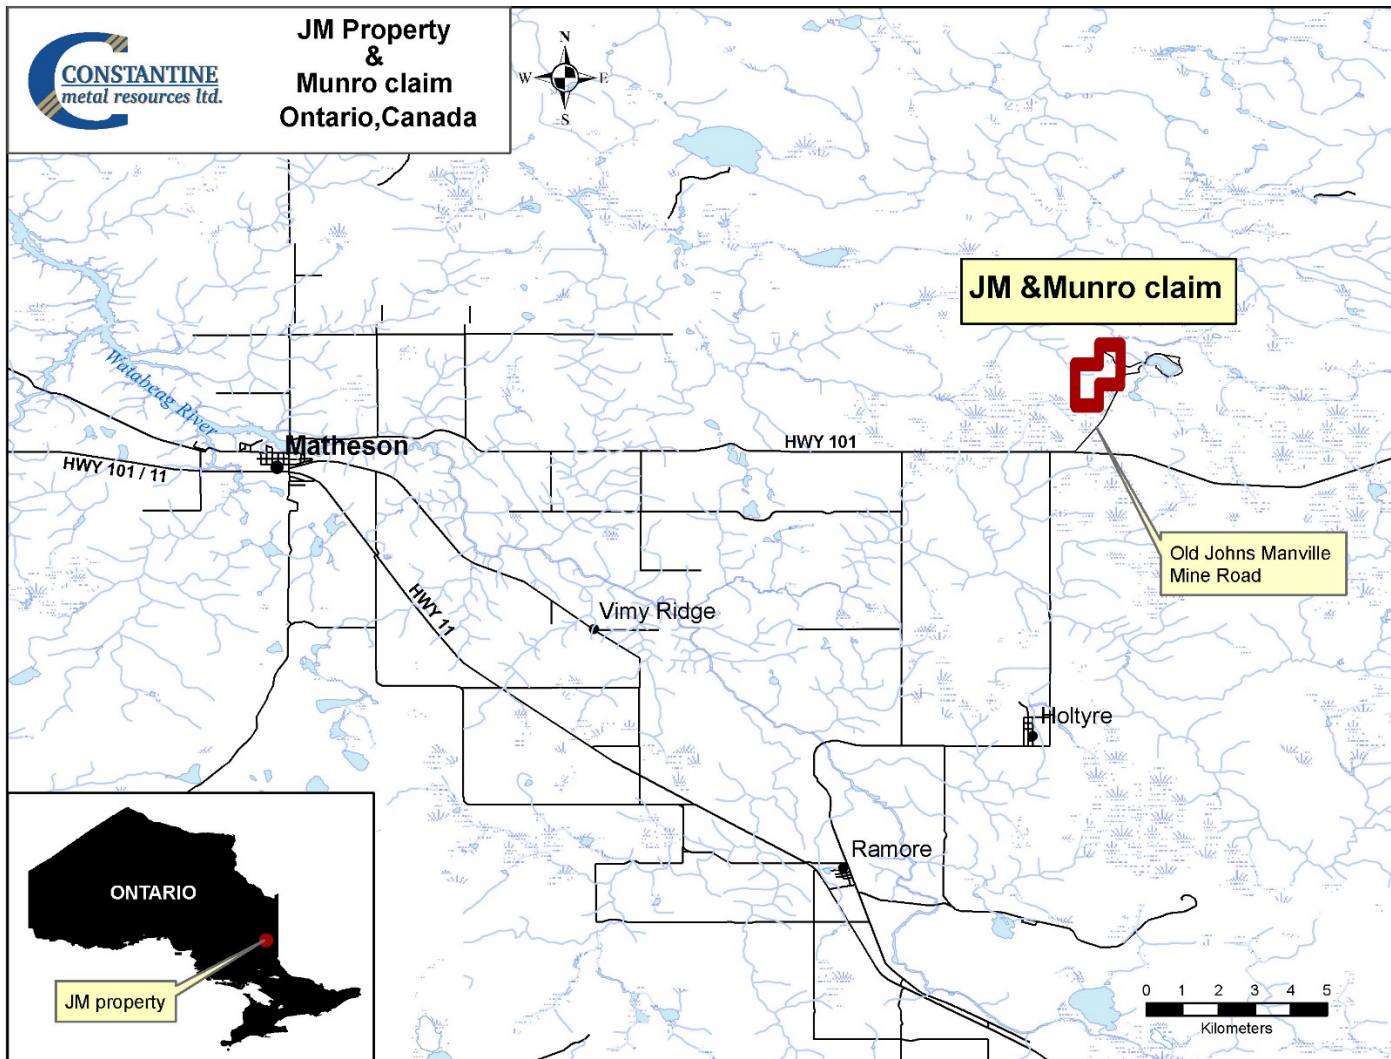 CONSTANTINE
metal resources ltd.
JM Property
&
Munro claim
Ontario,Canada
N
W
E
S
JM &Munro claim
Watabeag River
Matheson
HWY 101
HWY 101 / 11
Old Johns Manville
Mine Road
HWY 11
Vimy Ridge
Holtyre
Ramore
ONTARIO
JM property
0 1 2 3 4 5
Kilometers